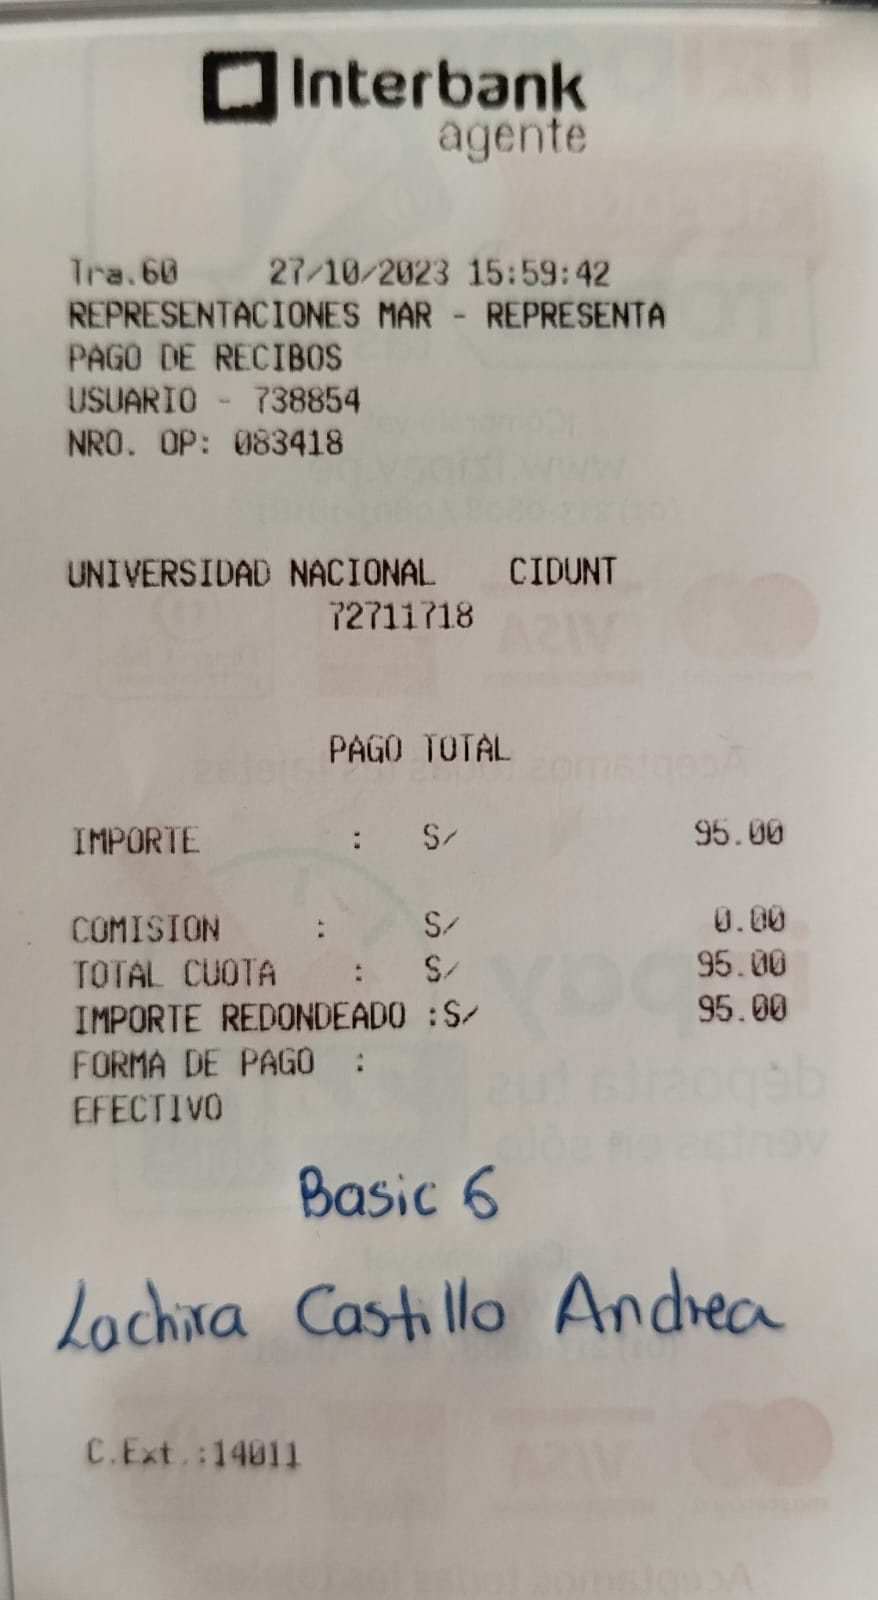 Interbank
agente
Tra.60 27/10/2023 15:59:42
REPRESENTACIONES MAR - REPRESENTA
PAGO DE RECIBOS
USUARIO - 738854
NRO. OP: 083418
UNIVERSIDAD NACIONAL CIDUNT
72711718
PAGO TOTAL
IMPORTE : S/ 95.00
COMISION : S/ 0.00
TOTAL CUOTA : S/ 95.00
IMPORTE REDONDEADO :S/ 95.00
FORMA DE PAGO :
EFECTIVO
Basic 6
Lachira Castillo Andrea
C.Ext.:14011